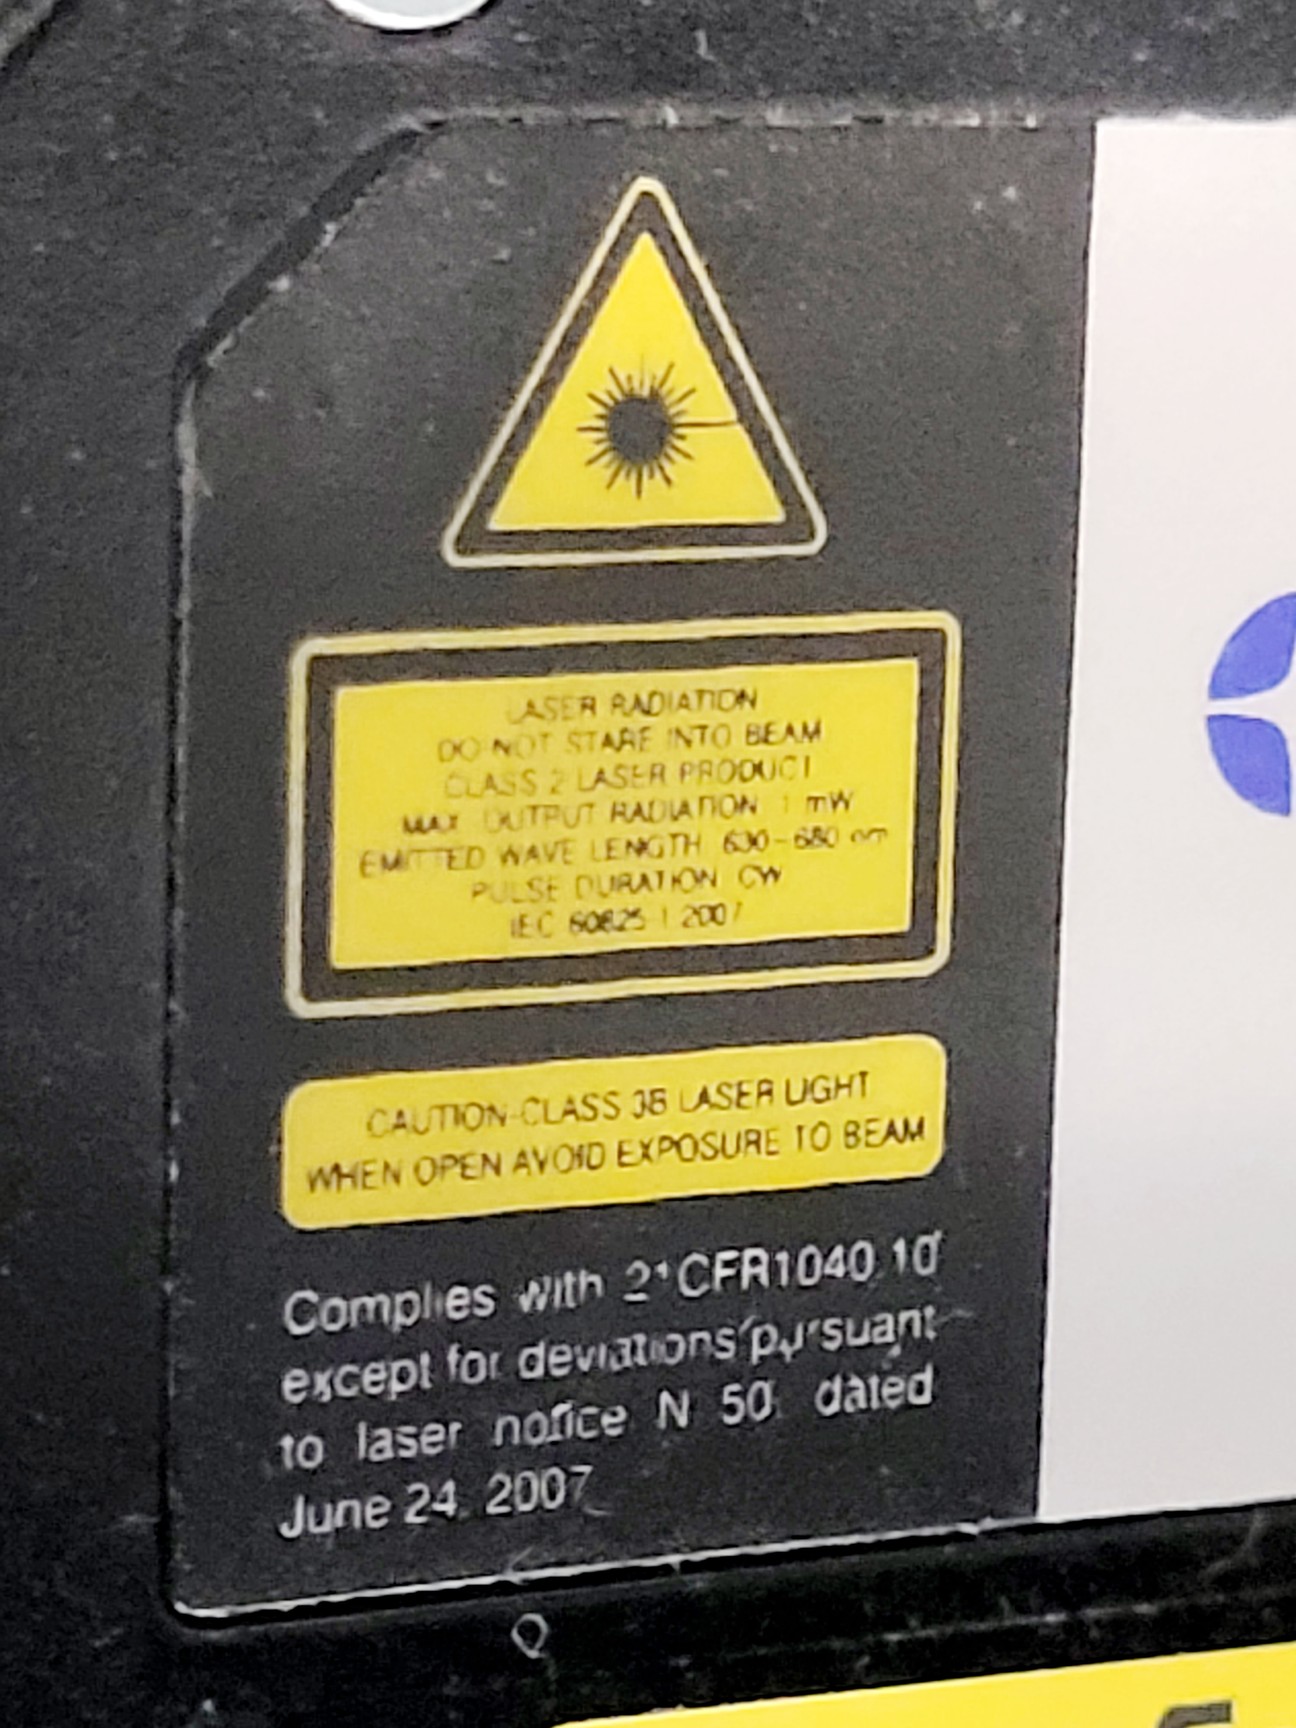 LASER RADIATION
DO NOT STARE INTO BEAM
CLASS 2 LASER PRODUCT
MAX. OUTPUT RADIATION 1 mW
EMITTED WAVE LENGTH 630-680 nm
PULSE DURATION CW
IEC 60825-1 2007
CAUTION-CLASS 3B LASER LIGHT
WHEN OPEN AVOID EXPOSURE TO BEAM
Complies with 21CFR1040.10
except for deviations pursuant
to laser notice N 50, dated
June 24, 2007